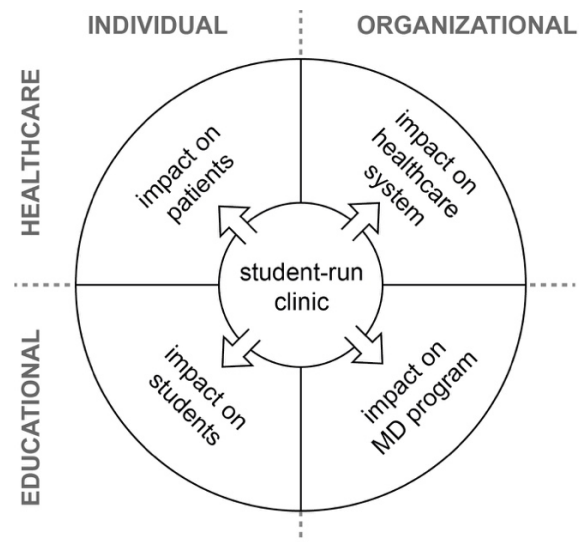 INDIVIDUAL
ORGANIZATIONAL
HEALTHCARE
impact on
patients
impact on
healthcare
system
student-run
clinic
EDUCATIONAL
impact on
students
impact on
MD program